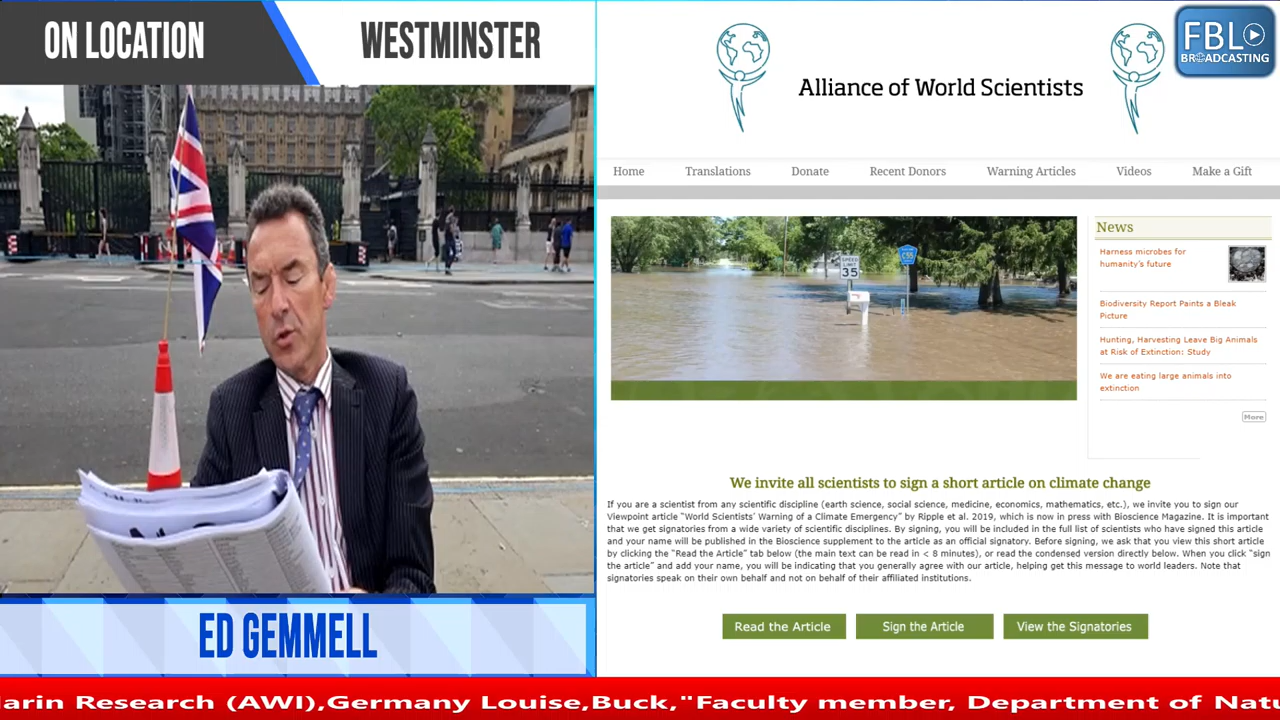 ON LOCATION
WESTMINSTER
FBL
BROADCASTING
Alliance of World Scientists
Home
Translations
Donate
Recent Donors
Warning Articles
Videos
Make a Gift
SPEED
LIMIT
35
C95
News
Harness microbes for
humanity's future
Biodiversity Report Paints a Bleak
Picture
Hunting, Harvesting Leave Big Animals
at Risk of Extinction: Study
We are eating large animals into
extinction
More
We invite all scientists to sign a short article on climate change
If you are a scientist from any scientific discipline (earth science, social science, medicine, economics, mathematics, etc.), we invite you to sign our
Viewpoint article "World Scientists' Warning of a Climate Emergency" by Ripple et al. 2019, which is now in press with Bioscience Magazine. It is important
that we get signatories from a wide variety of scientific disciplines. By signing, you will be included in the full list of scientists who have signed this article
and your name will be published in the Bioscience supplement to the article as an official signatory. Before signing, we ask that you view this short article
by clicking the "Read the Article" tab below (the main text can be read in < 8 minutes), or read the condensed version directly below. When you click "sign
the article" and add your name, you will be indicating that you generally agree with our article, helping get this message to world leaders. Note that
signatories speak on their own behalf and not on behalf of their affiliated institutions.
Read the Article
Sign the Article
View the Signatories
ED GEMMELL
larin Research (AWI),Germany Louise,Buck,"Faculty member, Department of Natu